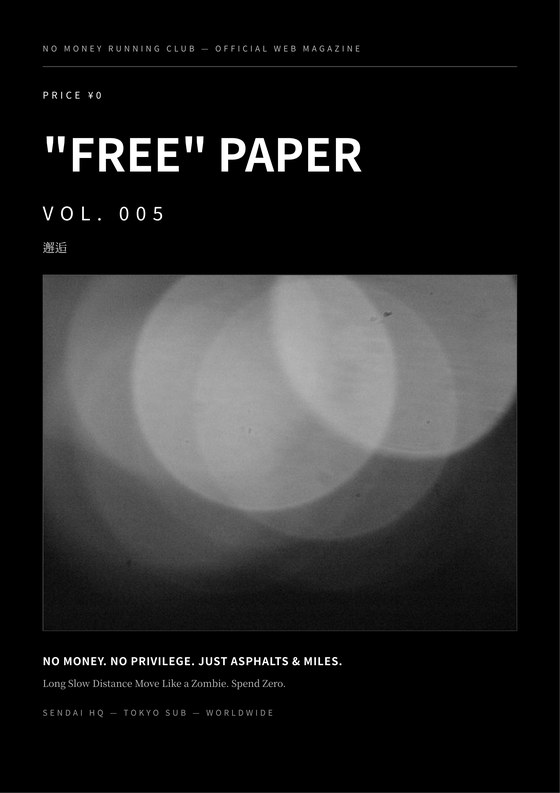 NO MONEY RUNNING CLUB — OFFICIAL WEB MAGAZINE
PRICE ¥0
"FREE" PAPER
VOL. 005
邂逅
NO MONEY. NO PRIVILEGE. JUST ASPHALTS & MILES.
Long Slow Distance Move Like a Zombie. Spend Zero.
SENDAI HQ — TOKYO SUB — WORLDWIDE